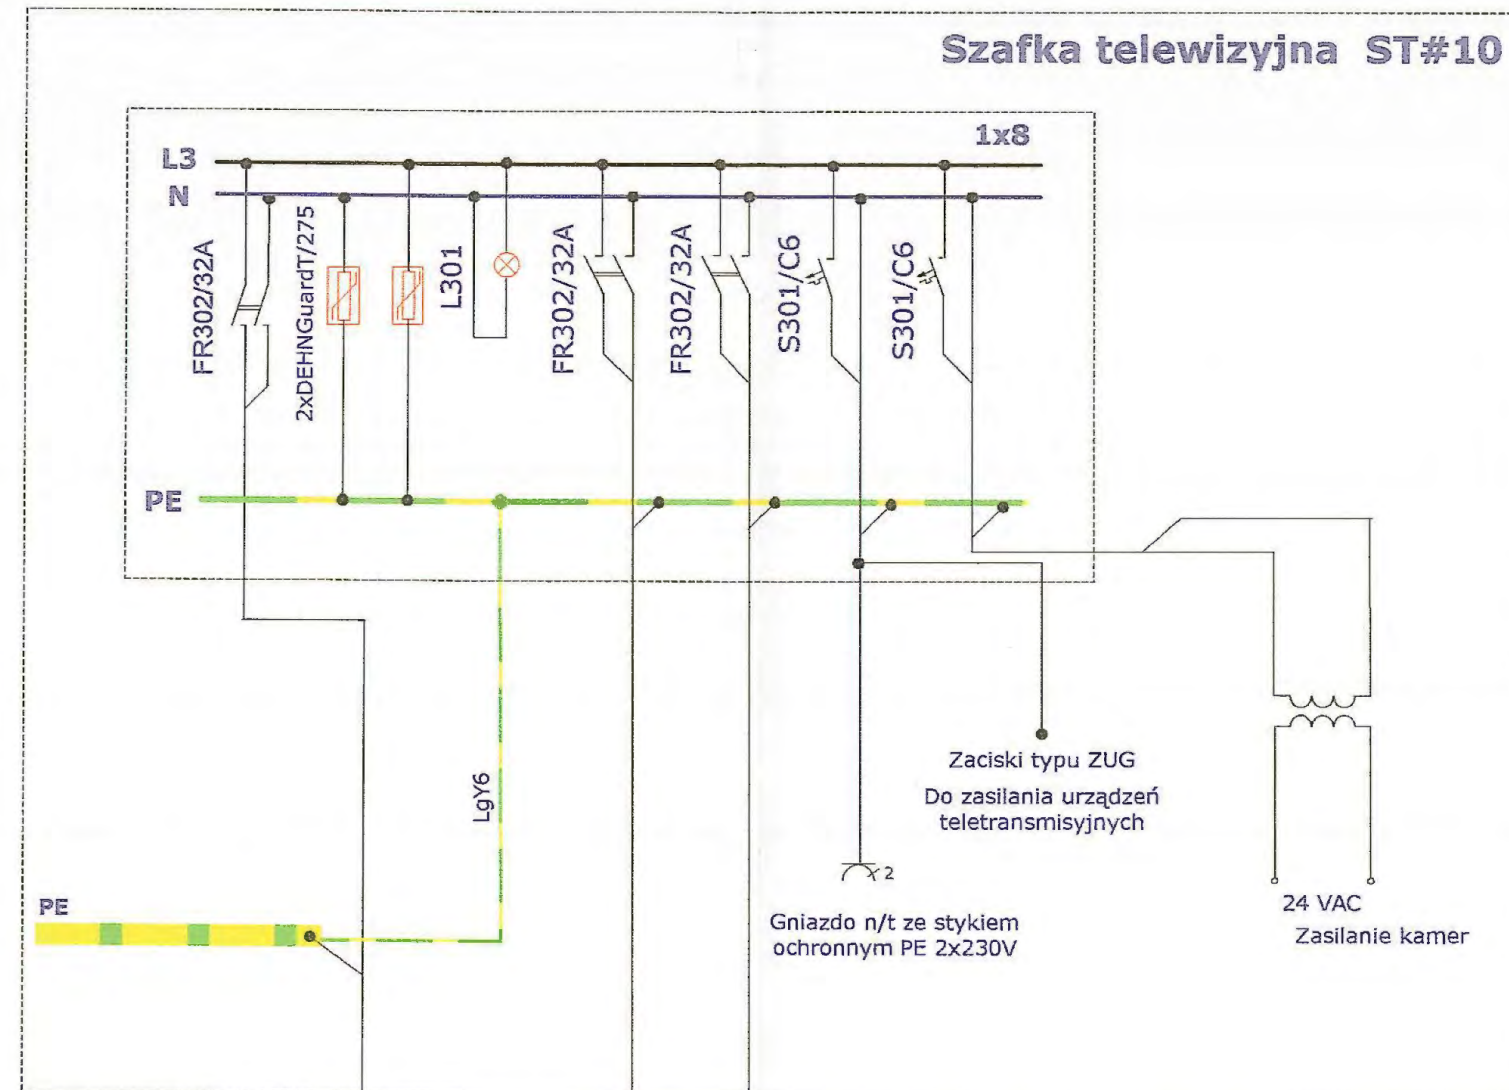 Szafka telewizyjna ST#10
1x8
L3
N
FR302/32A
2xDEHNGuardT/275
L301
FR302/32A
FR302/32A
S301/C6
S301/C6
PE
LgY6
Zaciski typu ZUG
Do zasilania urządzeń
teletransmisyjnych
2
PE
Gniazdo n/t ze stykiem
ochronnym PE 2x230V
24 VAC
Zasilanie kamer